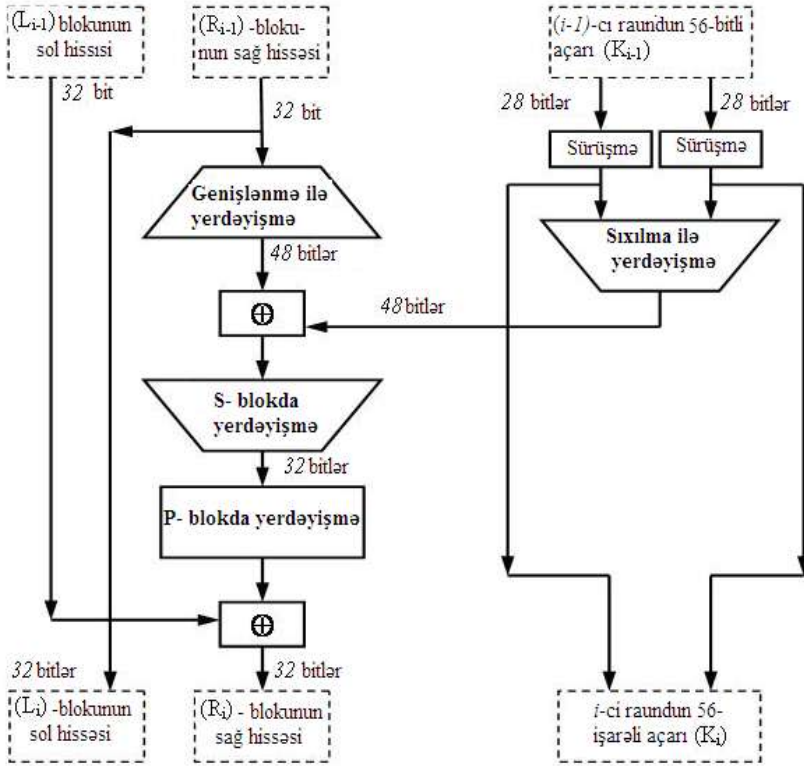 (Lᵢ₋₁) blokunun
sol hissısi
(Rᵢ₋₁) -bloku-
nun sağ hissəsi
(i-1)-cı raundun 56-bitli
açarı (Kᵢ₋₁)
32 bit
32 bit
28 bitlər
28 bitlər
Sürüşmə
Sürüşmə
Genişlənmə ilə
yerdəyişmə
Sıxılma ilə
yerdəyişmə
48 bitlər
48 bitlər
⊕
S- blokda
yerdəyişmə
32 bitlər
P- blokda yerdəyişmə
⊕
32 bitlər
32 bitlər
(Lᵢ) -blokunun
sol hissəsi
(Rᵢ) - blokunun
sağ hissəsi
i-ci raundun 56-
işarəli açarı (Kᵢ)